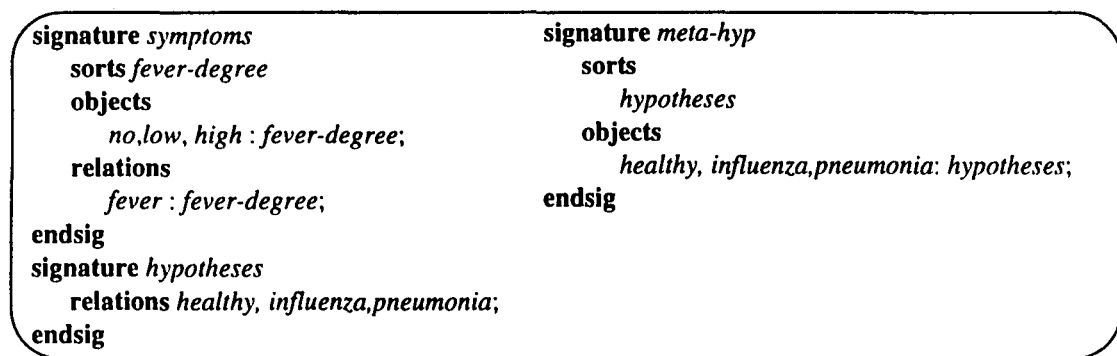 signature symptoms
sorts fever-degree
objects
no,low, high : fever-degree;
relations
fever : fever-degree;
endsig
signature hypotheses
relations healthy, influenza,pneumonia;
endsig
signature meta-hyp
sorts
hypotheses
objects
healthy, influenza,pneumonia: hypotheses;
endsig